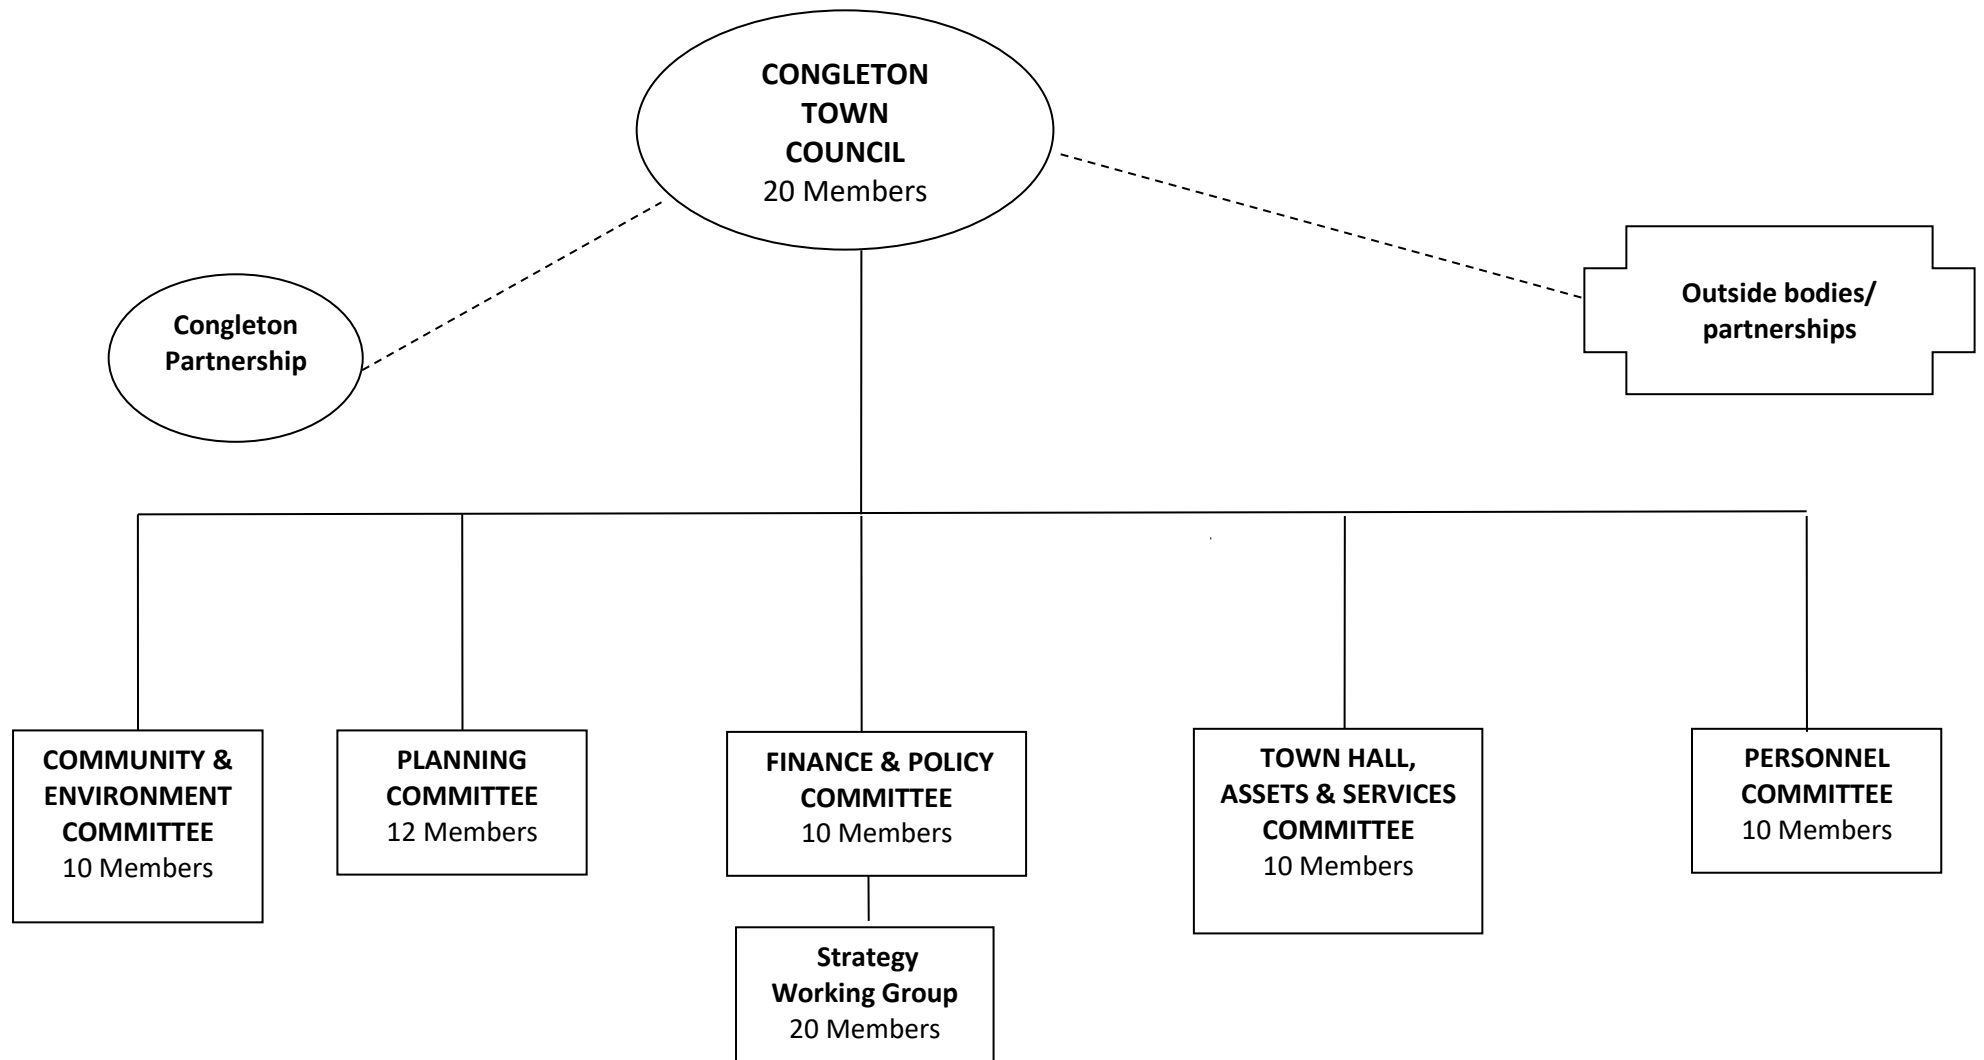 CONGLETON
TOWN
COUNCIL
20 Members
Congleton
Partnership
Outside bodies/
partnerships
COMMUNITY &
ENVIRONMENT
COMMITTEE
10 Members
PLANNING
COMMITTEE
12 Members
FINANCE & POLICY
COMMITTEE
10 Members
TOWN HALL,
ASSETS & SERVICES
COMMITTEE
10 Members
PERSONNEL
COMMITTEE
10 Members
Strategy
Working Group
20 Members